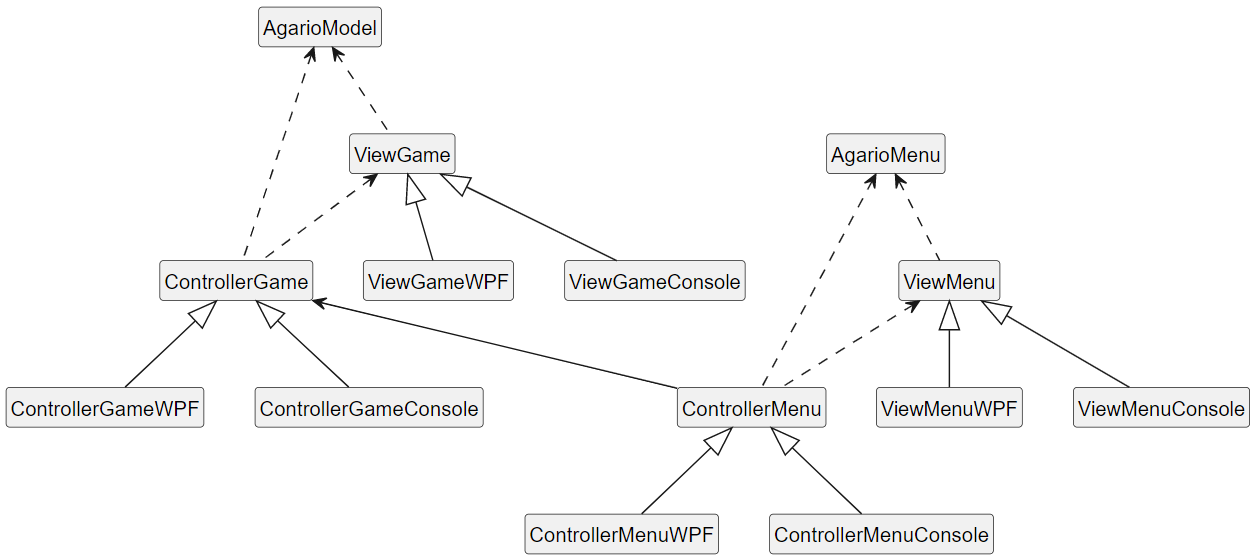 AgarioModel
ViewGame
AgarioMenu
ControllerGame
ViewGameWPF
ViewGameConsole
ViewMenu
ControllerGameWPF
ControllerGameConsole
ControllerMenu
ViewMenuWPF
ViewMenuConsole
ControllerMenuWPF
ControllerMenuConsole